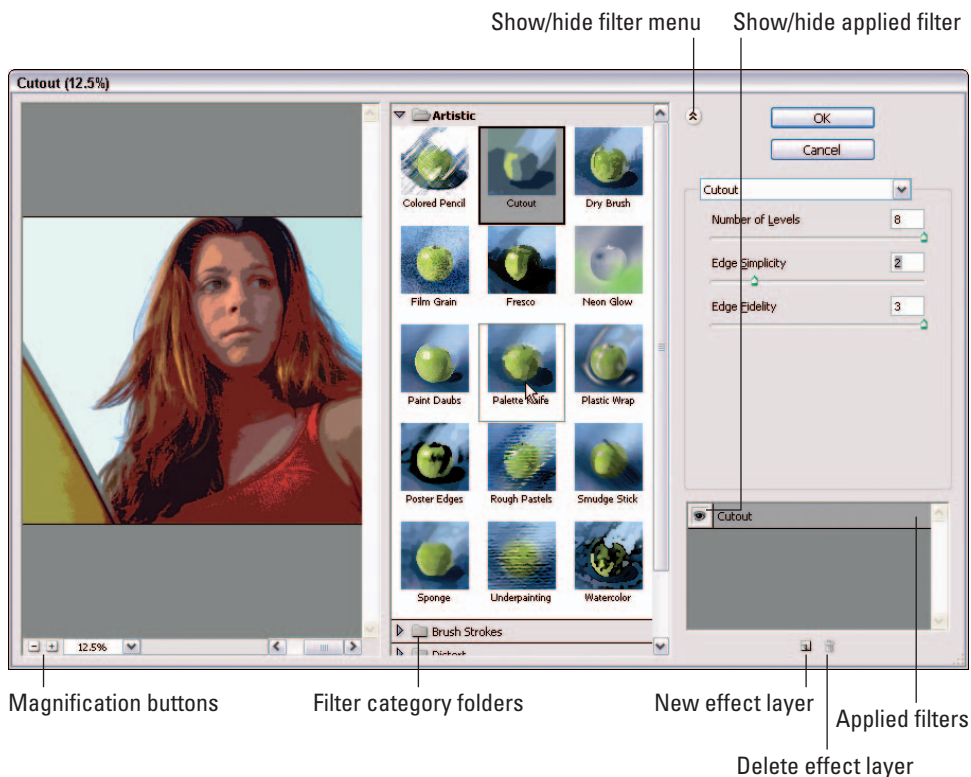 Show/hide filter menu
Show/hide applied filter
Cutout (12.5%)
Artistic
OK
Cancel
Colored Pencil
Cutout
Dry Brush
Cutout
Number of Levels
8
Edge Simplicity
2
Film Grain
Fresco
Neon Glow
Edge Fidelity
3
Paint Daubs
Palette Knife
Plastic Wrap
Poster Edges
Rough Pastels
Smudge Stick
Cutout
Sponge
Underpainting
Watercolor
Brush Strokes
12.5%
Distort
Magnification buttons
Filter category folders
New effect layer
Applied filters
Delete effect layer